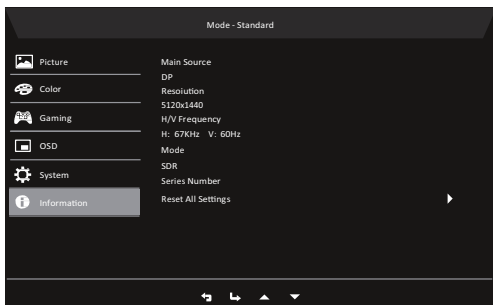 Mode - Standard
Picture
Color
Gaming
OSD
System
Information
Main Source
DP
Resoiution
5120x1440
H/V Frequency
H: 67KHz V: 60Hz
Mode
SDR
Series Number
Reset All Settings